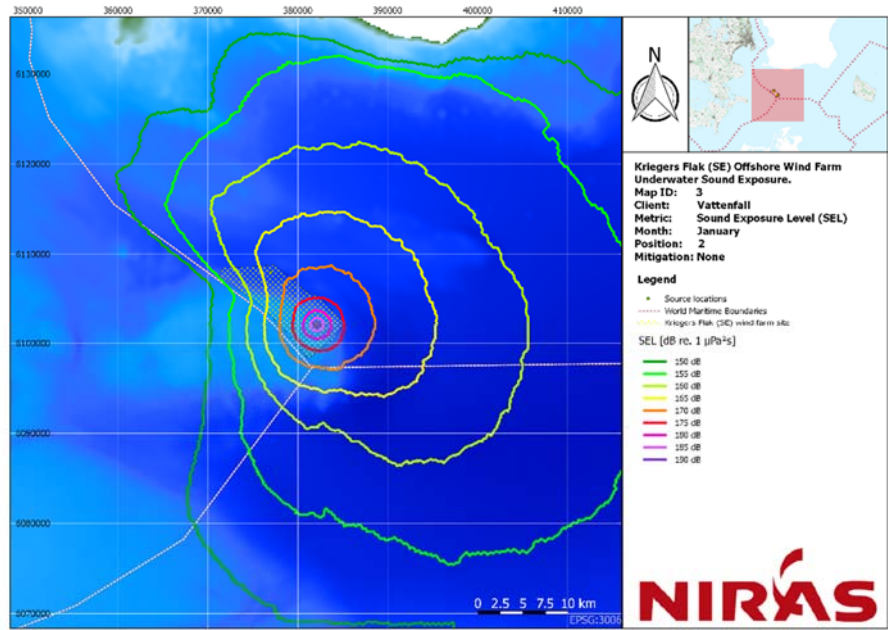 350000 360000 370000 380000 390000 400000 410000
6130000
6120000
6110000
6100000
6090000
6080000
6070000
0 2.5 5 7.5 10 km
EPSG:3006
N
Kriegers Flak (SE) Offshore Wind Farm
Underwater Sound Exposure.
Map ID: 3
Client: Vattenfall
Metric: Sound Exposure Level (SEL)
Month: January
Position: 2
Mitigation: None
Legend
Source locations
World Maritime Boundaries
Kriegers Flak (SE) wind farm site
SEL [dB re. 1 µPa²s]
150 dB
155 dB
160 dB
165 dB
170 dB
175 dB
180 dB
185 dB
190 dB
NIRAS